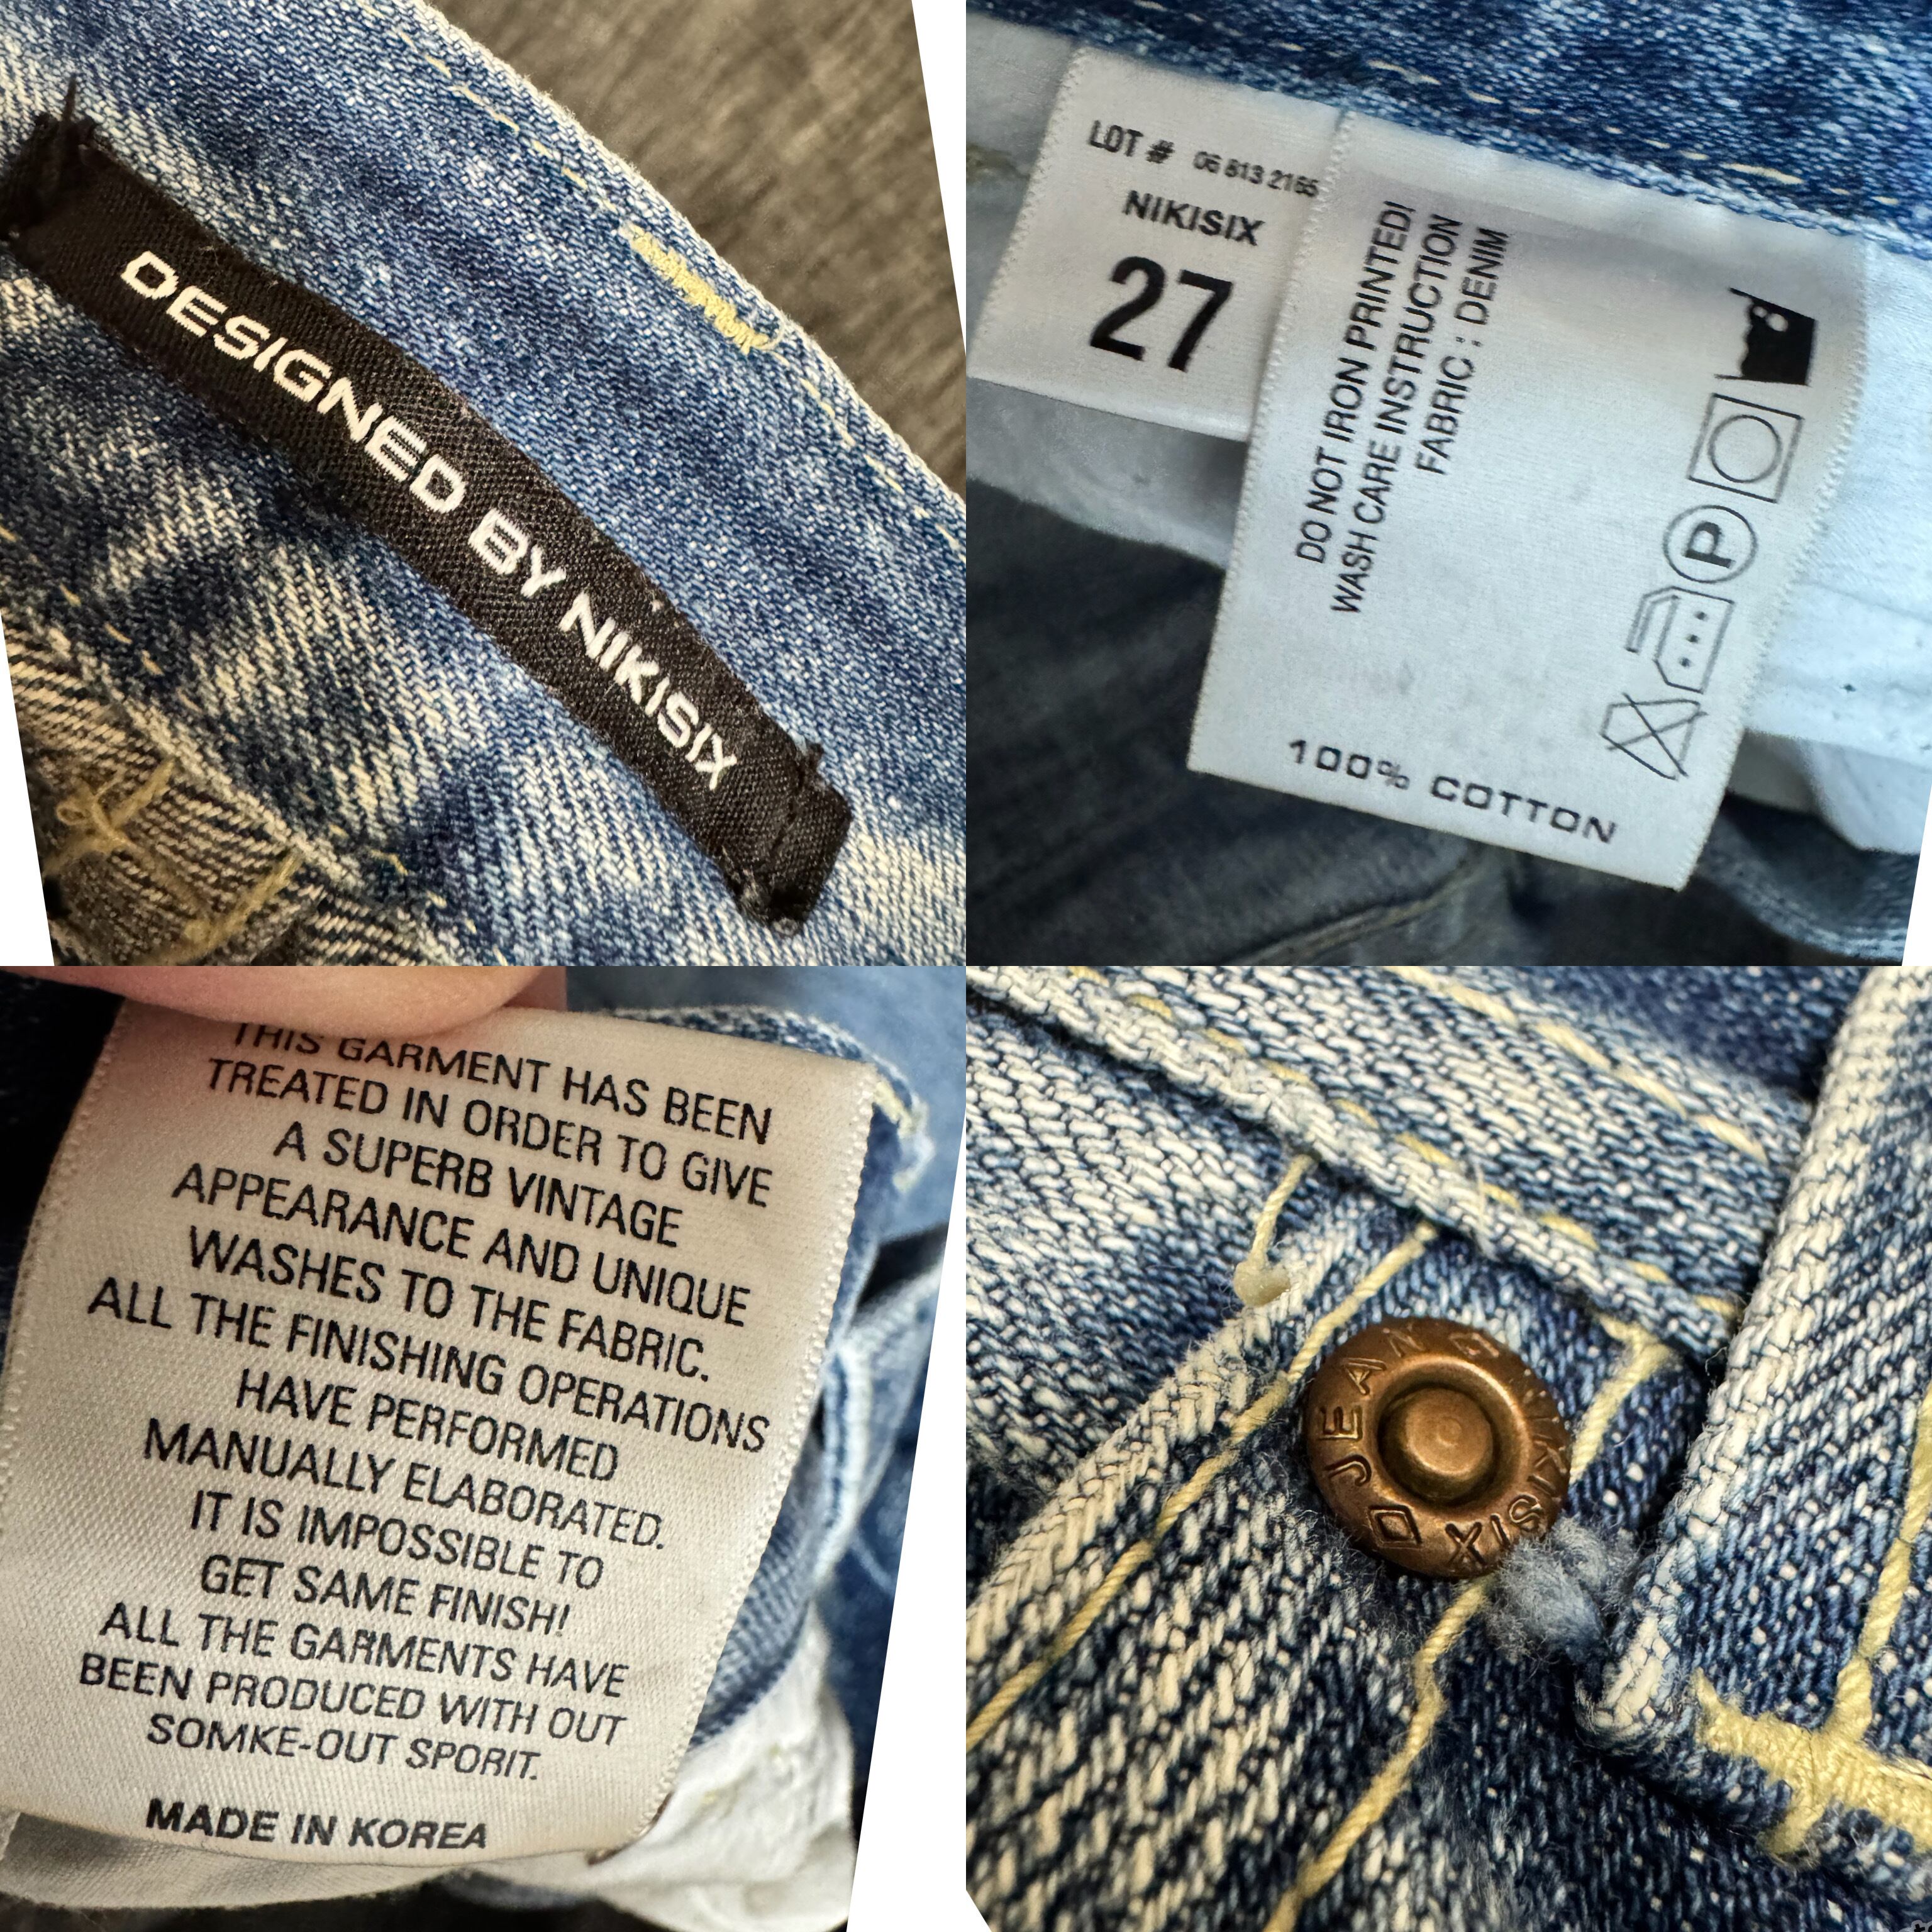 DESIGNED BY NIKISIX
LOT # 06 813 2165
NIKISIX
27
DO NOT IRON PRINTED!
WASH CARE INSTRUCTION
FABRIC : DENIM
P
100% COTTON
THIS GARMENT HAS BEEN
TREATED IN ORDER TO GIVE
A SUPERB VINTAGE
APPEARANCE AND UNIQUE
WASHES TO THE FABRIC.
ALL THE FINISHING OPERATIONS
HAVE PERFORMED
MANUALLY ELABORATED.
IT IS IMPOSSIBLE TO
GET SAME FINISH!
ALL THE GARMENTS HAVE
BEEN PRODUCED WITH OUT
SOMKE-OUT SPORIT.
MADE IN KOREA
JEAN NIKISIX